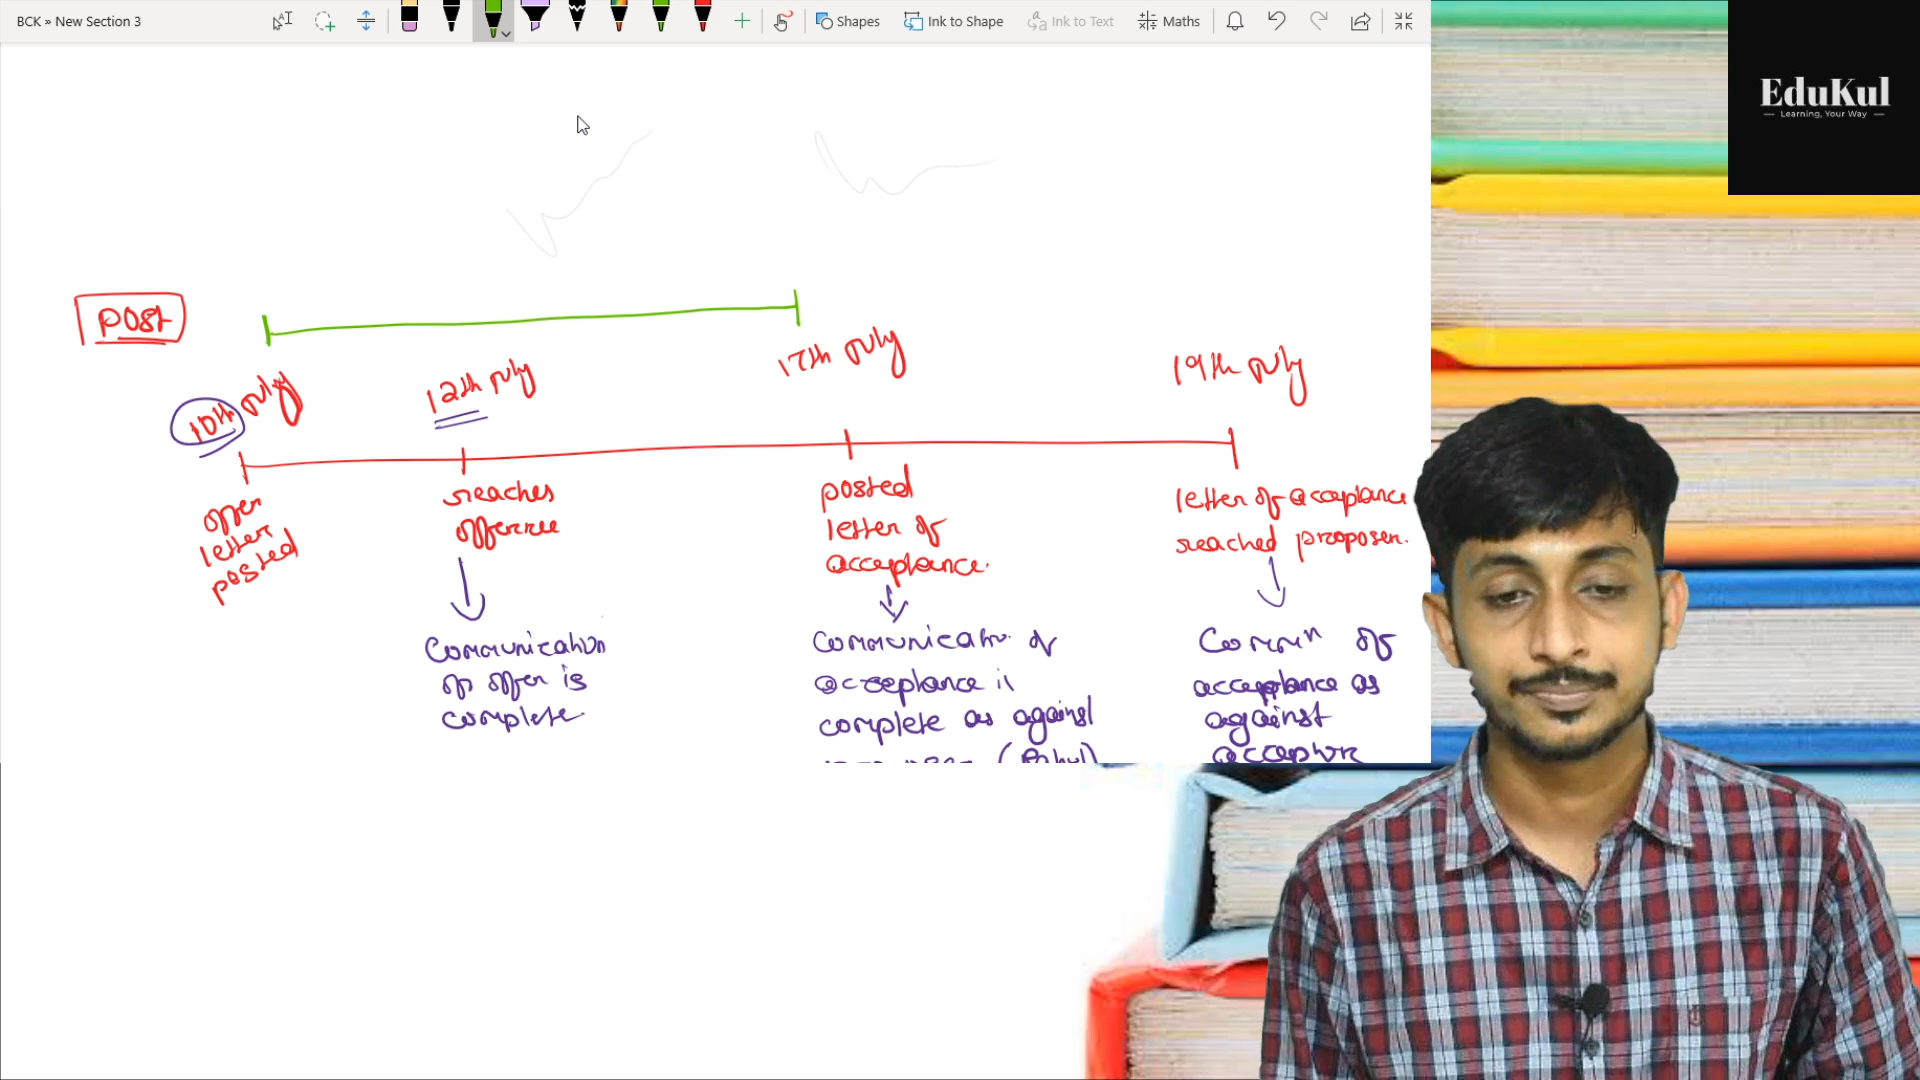 BCK » New Section 3
Shapes
Ink to Shape
Ink to Text
Maths
EduKul
Learning, Your Way
Post
10th July
12th July
17th July
19th July
offer
letter
posted
reaches
offeree
posted
letter of
acceptance.
letter of acceptance
reached proposer.
Communication
of offer is
complete
Communicatn. of
acceptance is
complete as against
Commn of
acceptance as
against
acceptor